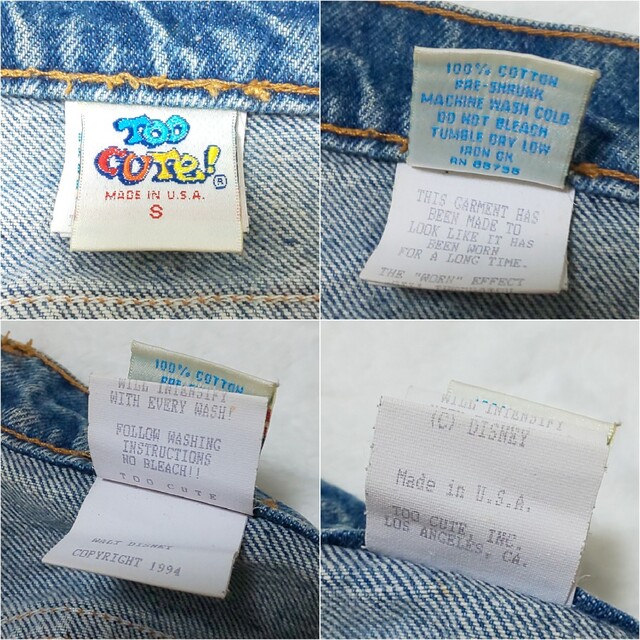 TOO
CUTE!®
MADE IN U.S.A.
S
100% COTTON
PRE-SHRUNK
MACHINE WASH COLD
DO NOT BLEACH
TUMBLE DRY LOW
IRON OK
THIS GARMENT HAS
BEEN MADE TO
LOOK LIKE IT HAS
BEEN WORN
FOR A LONG TIME.
THE "WORN" EFFECT
100% COTTON
WILL INTENSIFY
WITH EVERY WASH!
FOLLOW WASHING
INSTRUCTIONS
NO BLEACH!!
TOO CUTE
WALT DISNEY
COPYRIGHT 1994
WILL INTENSIFY
(C) DISNEY
Made in U.S.A.
TOO CUTE, INC.
LOS ANGELES, CA.